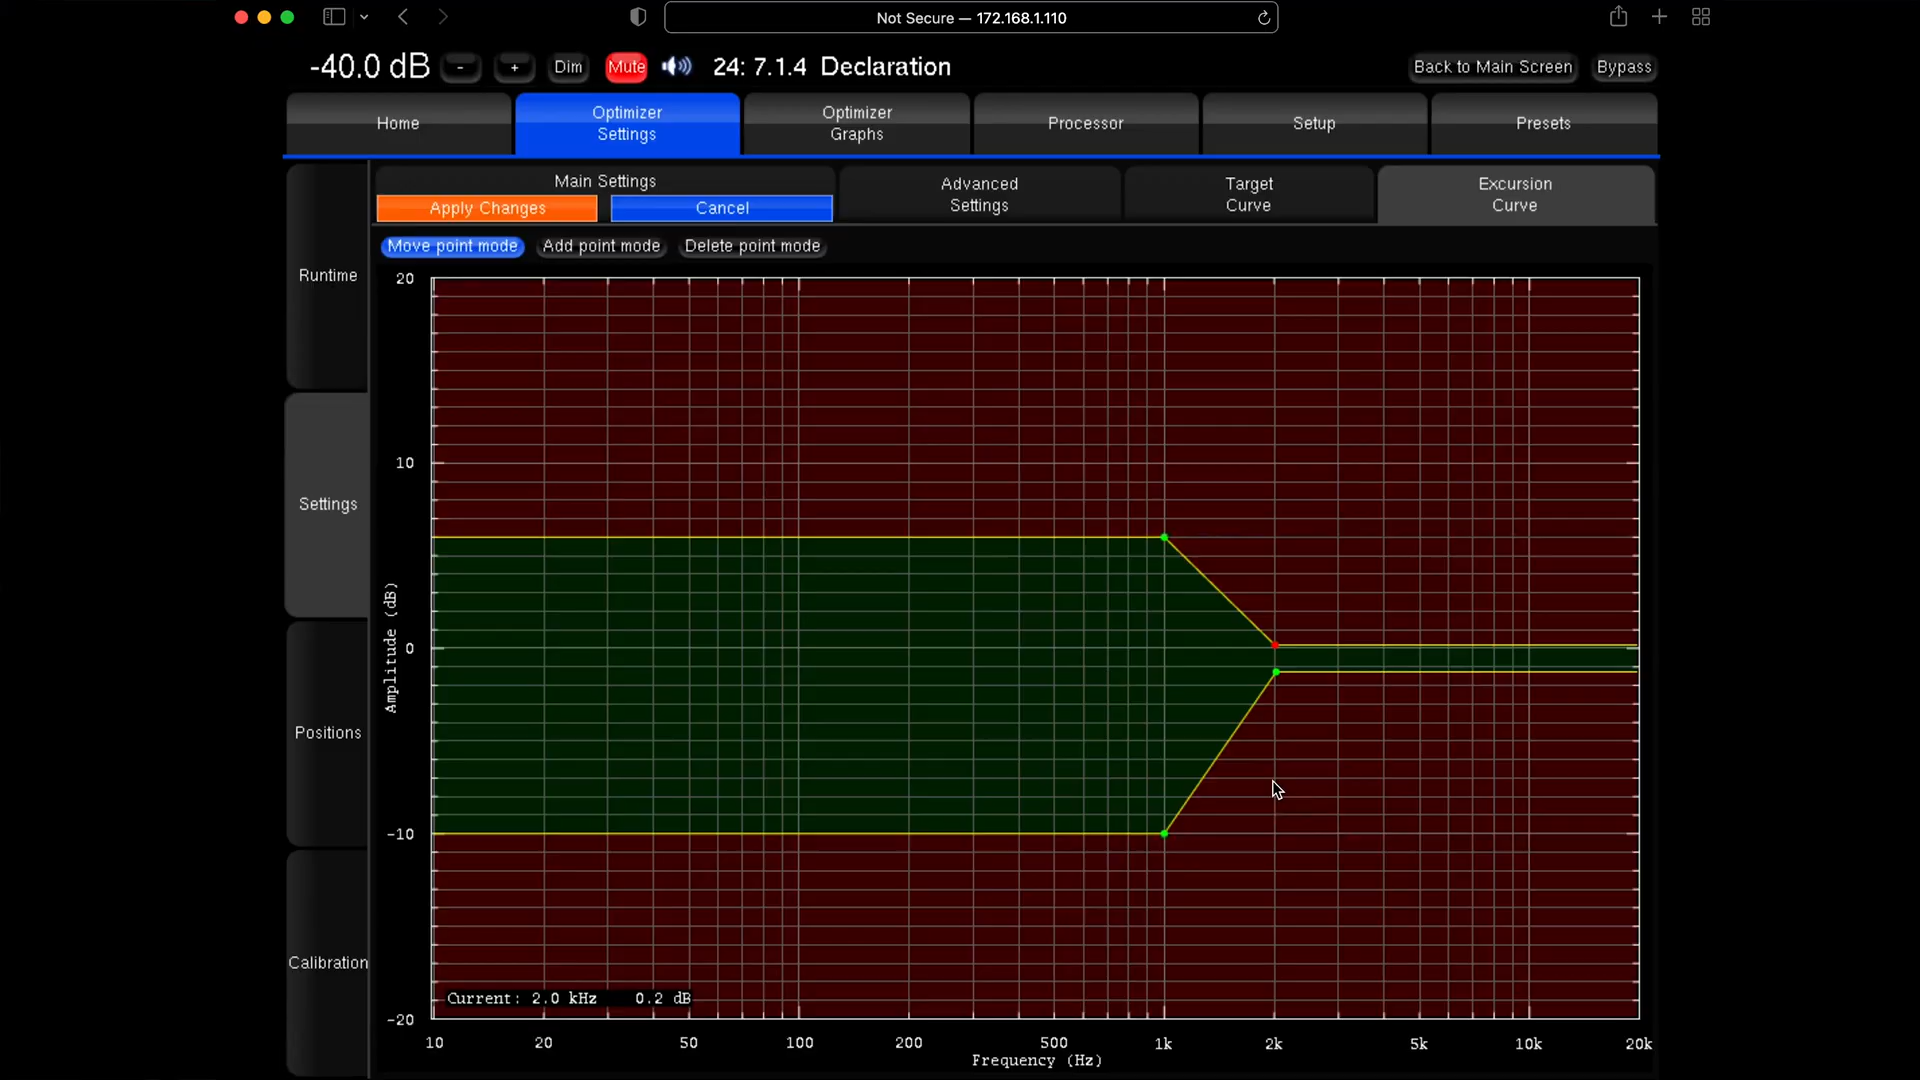 Not Secure — 172.168.1.110
-40.0 dB - + Dim Mute 24: 7.1.4 Declaration Back to Main Screen Bypass
Home
Optimizer
Settings
Optimizer
Graphs
Processor
Setup
Presets
Main Settings
Apply Changes Cancel
Advanced
Settings
Target
Curve
Excursion
Curve
Move point mode Add point mode Delete point mode
Runtime
Settings
Positions
Calibration
20
10
0
-10
-20
Amplitude (dB)
Current: 2.0 kHz 0.2 dB
10 20 50 100 200 500 1k 2k 5k 10k 20k
Frequency (Hz)